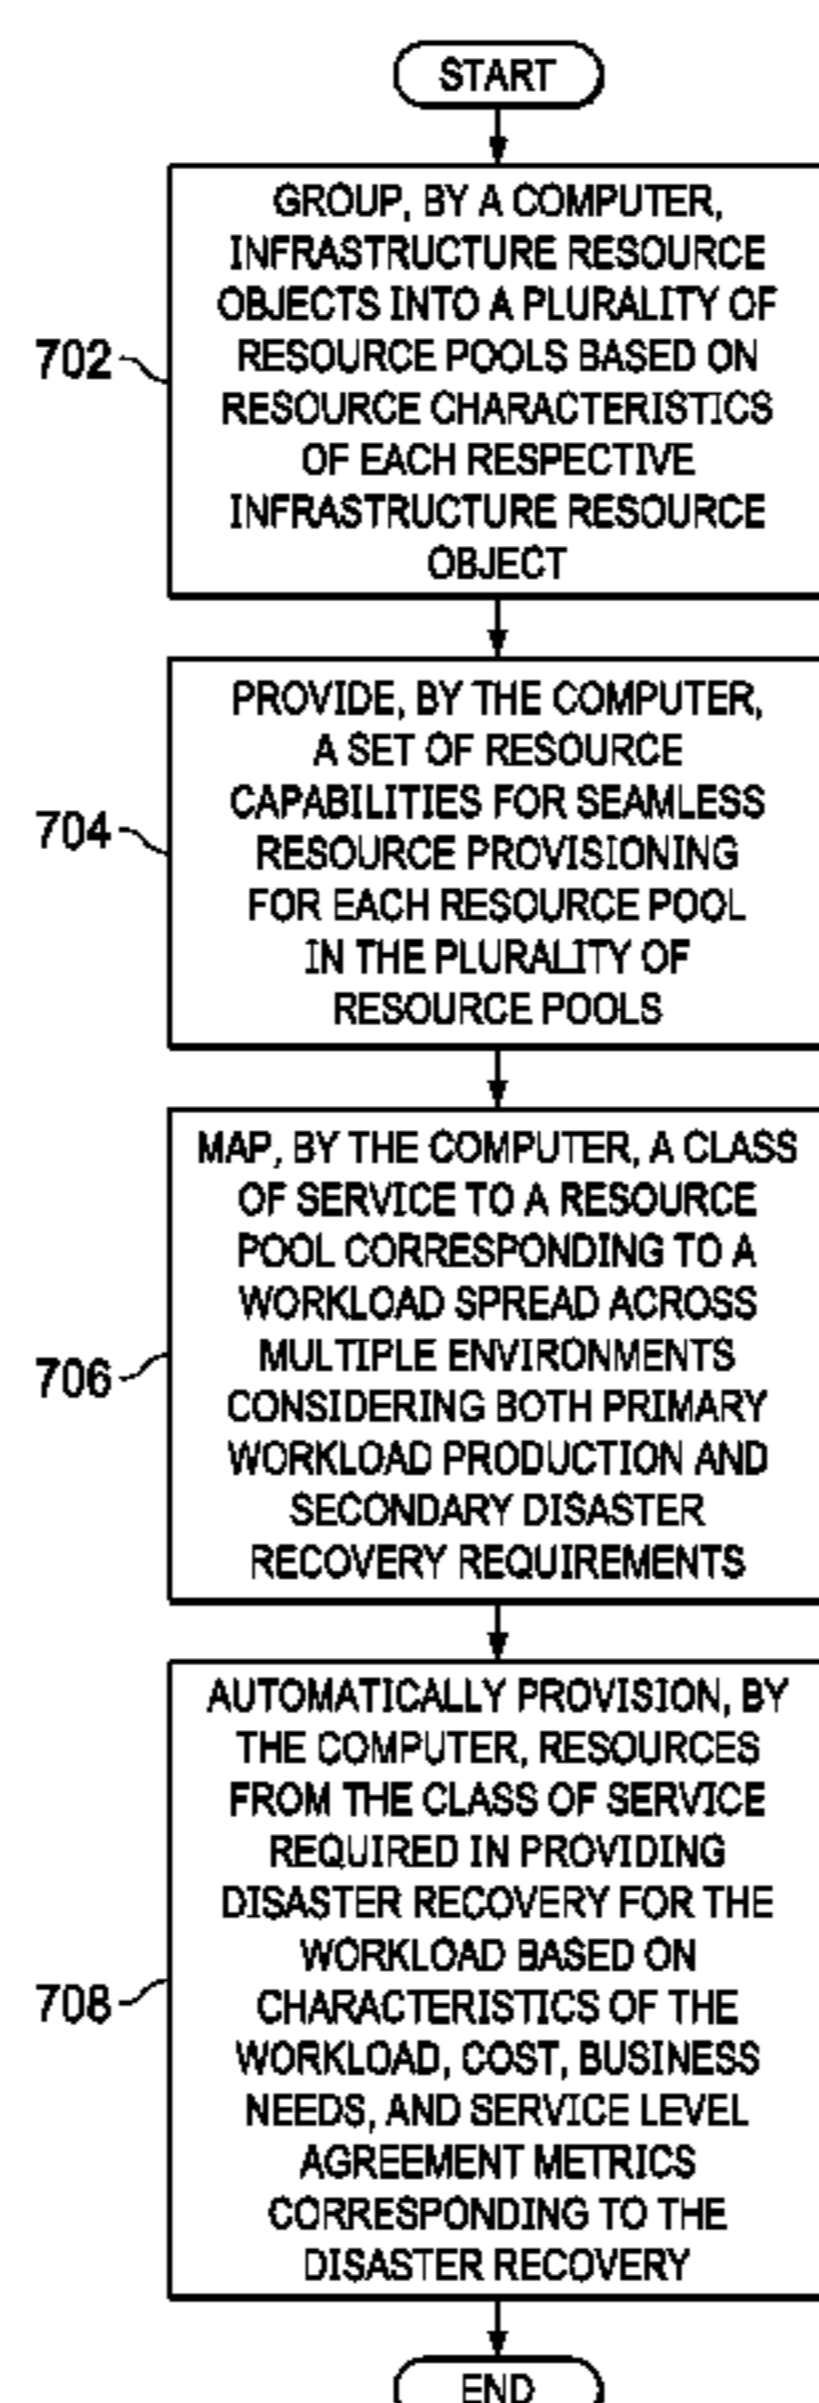 START
GROUP, BY A COMPUTER,
INFRASTRUCTURE RESOURCE
OBJECTS INTO A PLURALITY OF
RESOURCE POOLS BASED ON
RESOURCE CHARACTERISTICS
OF EACH RESPECTIVE
INFRASTRUCTURE RESOURCE
OBJECT
702
PROVIDE, BY THE COMPUTER,
A SET OF RESOURCE
CAPABILITIES FOR SEAMLESS
RESOURCE PROVISIONING
FOR EACH RESOURCE POOL
IN THE PLURALITY OF
RESOURCE POOLS
704
MAP, BY THE COMPUTER, A CLASS
OF SERVICE TO A RESOURCE
POOL CORRESPONDING TO A
WORKLOAD SPREAD ACROSS
MULTIPLE ENVIRONMENTS
CONSIDERING BOTH PRIMARY
WORKLOAD PRODUCTION AND
SECONDARY DISASTER
RECOVERY REQUIREMENTS
706
AUTOMATICALLY PROVISION, BY
THE COMPUTER, RESOURCES
FROM THE CLASS OF SERVICE
REQUIRED IN PROVIDING
DISASTER RECOVERY FOR THE
WORKLOAD BASED ON
CHARACTERISTICS OF THE
WORKLOAD, COST, BUSINESS
NEEDS, AND SERVICE LEVEL
AGREEMENT METRICS
CORRESPONDING TO THE
DISASTER RECOVERY
708
END